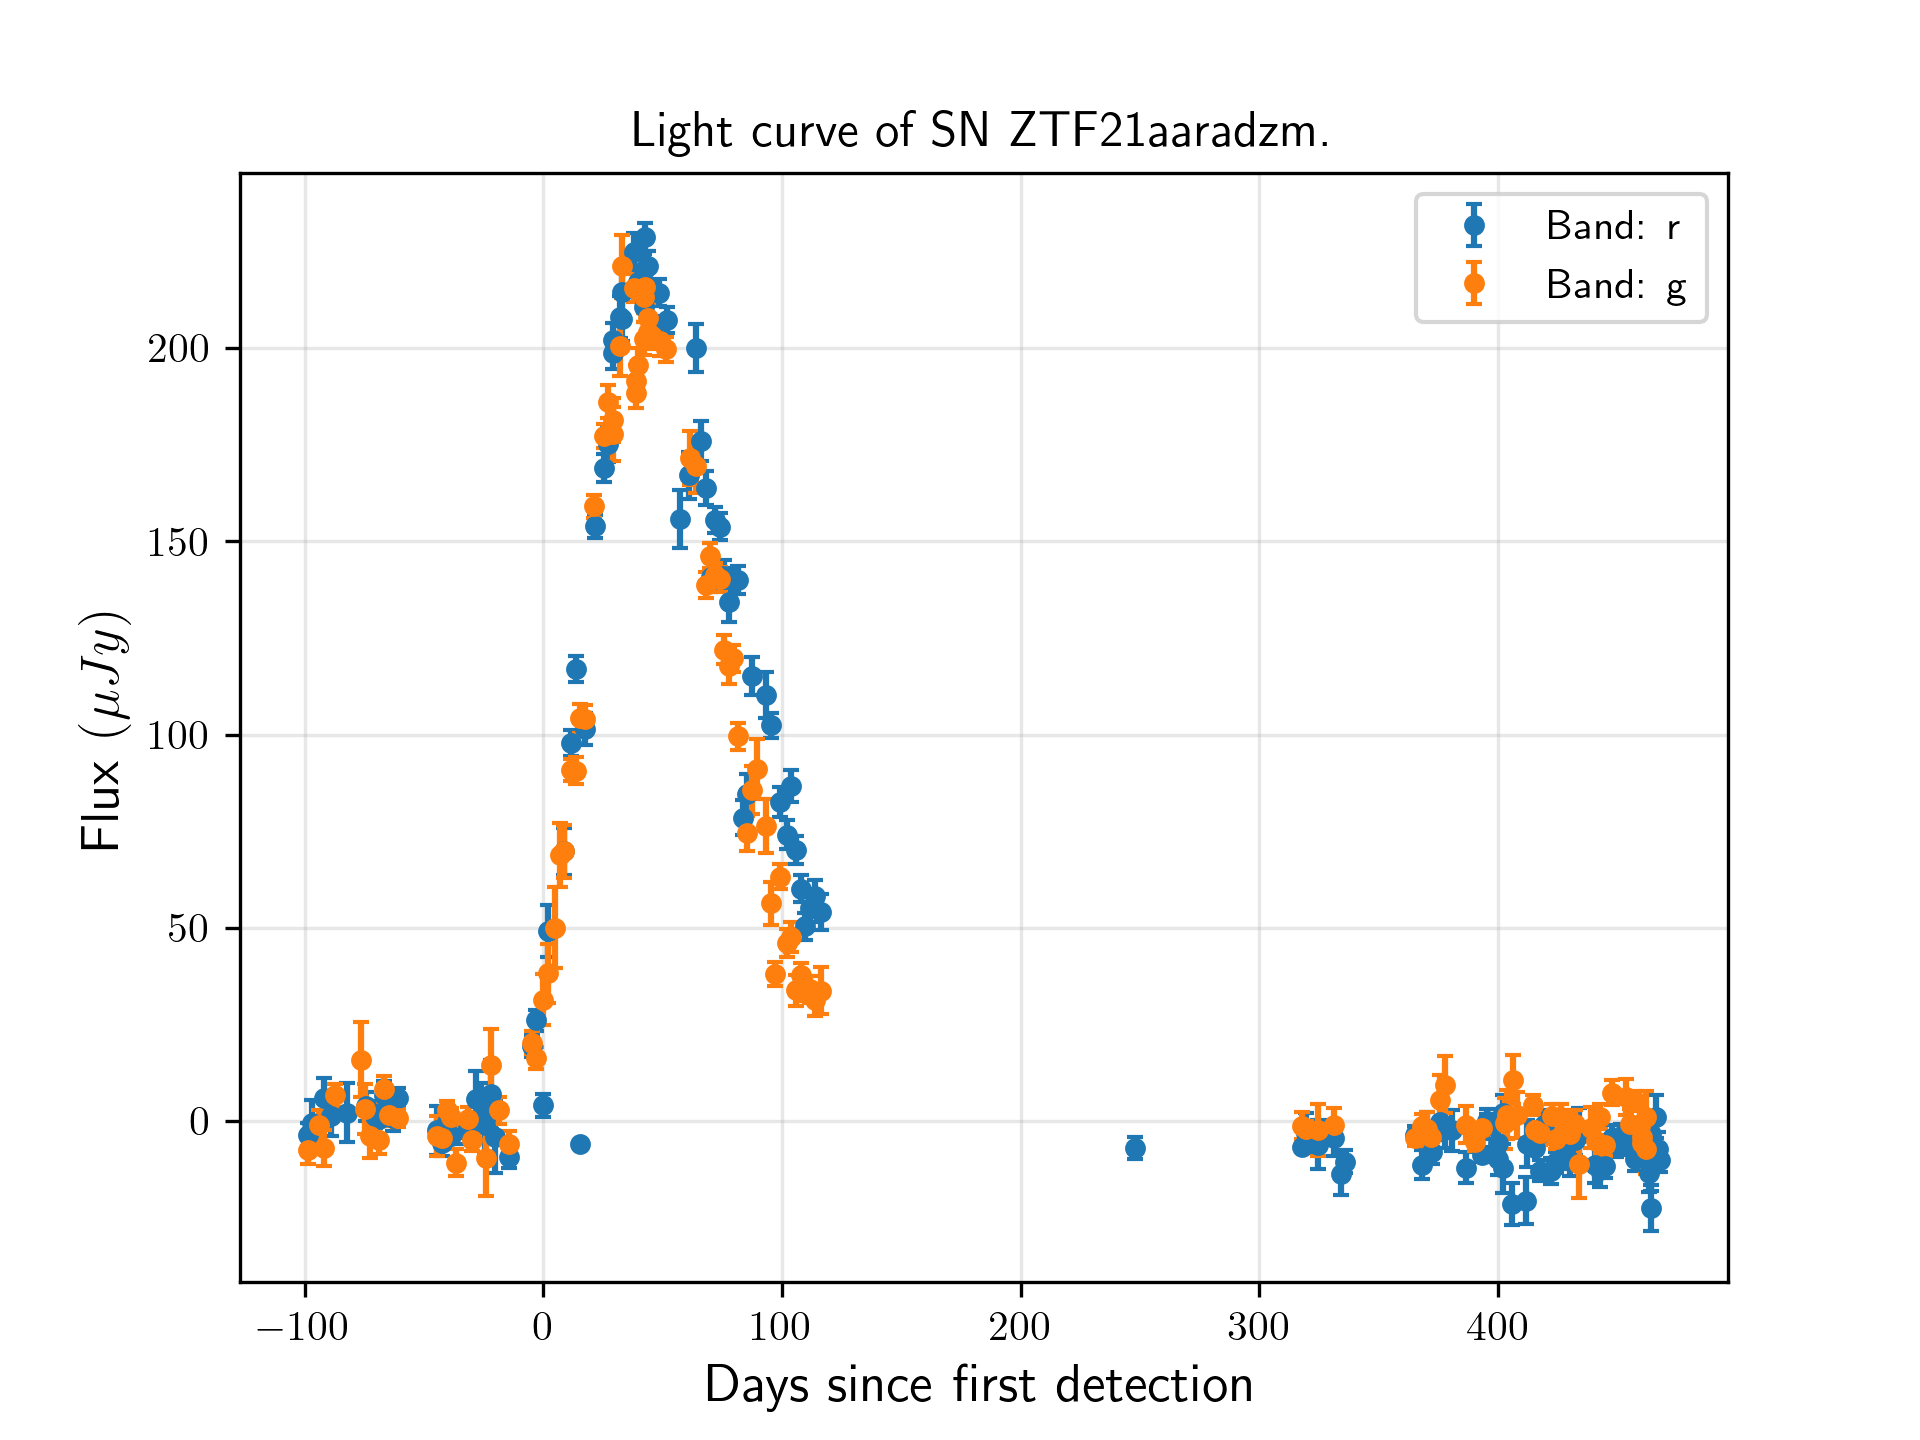 Light curve of SN ZTF21aaradzm.
Band: r
Band: g
Flux (μJy)
200
150
100
50
0
−100 0 100 200 300 400
Days since first detection